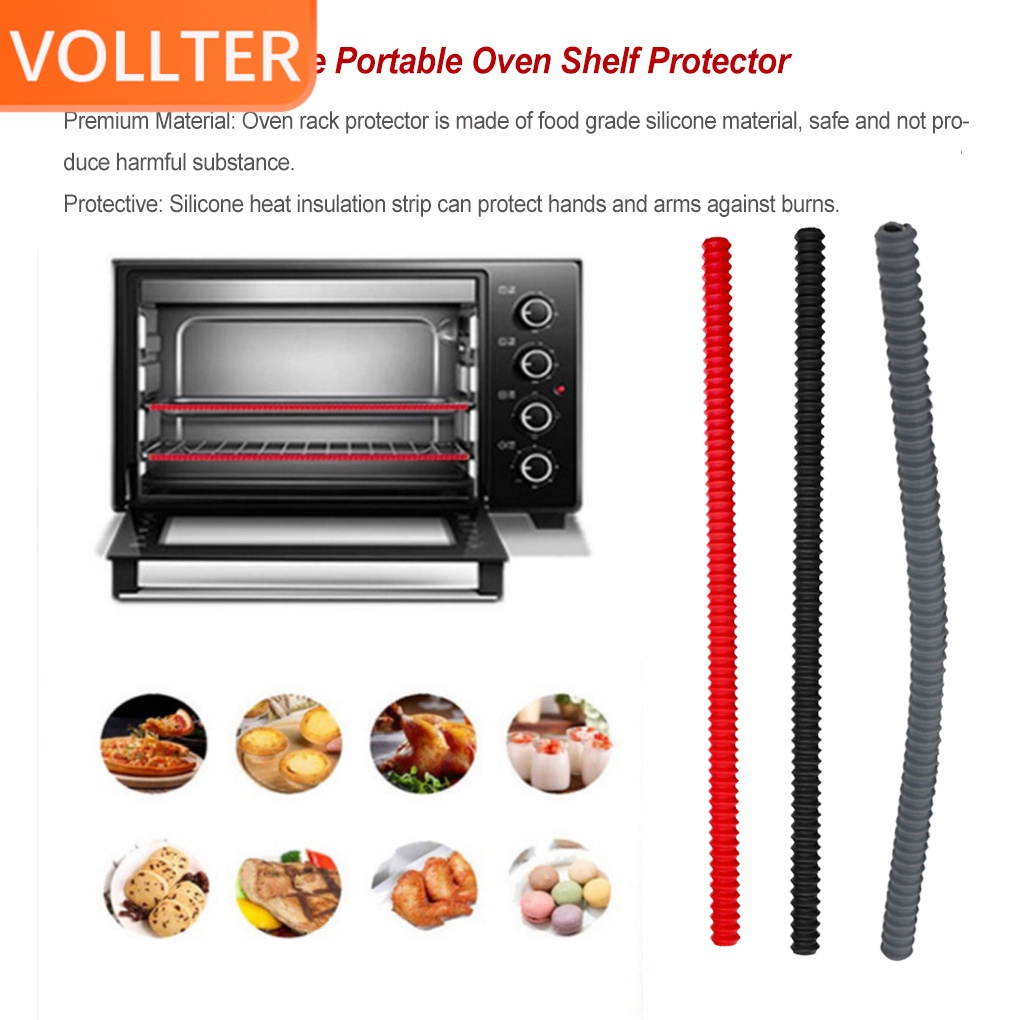 VOLLTER
e Portable Oven Shelf Protector
Premium Material: Oven rack protector is made of food grade silicone material, safe and not pro-
duce harmful substance.
Protective: Silicone heat insulation strip can protect hands and arms against burns.